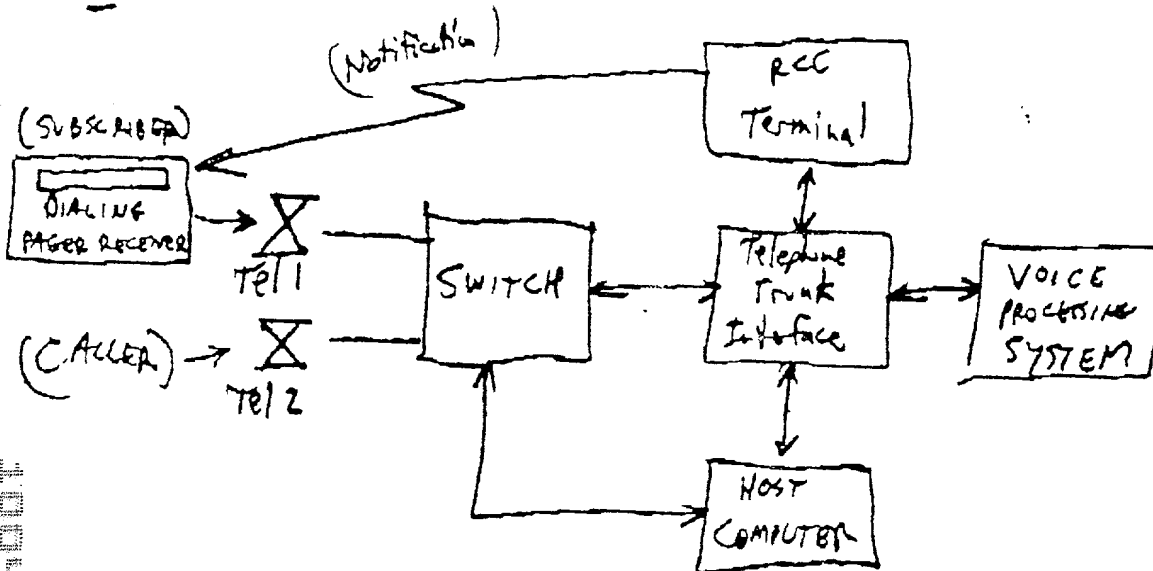 (Notification)
RCC
Terminal
(SUBSCRIBER)
DIALING
PAGER RECEIVER
Tel 1
SWITCH
Telephone
Trunk
Interface
VOICE
PROCESSING
SYSTEM
(CALLER)
Tel 2
HOST
COMPUTER